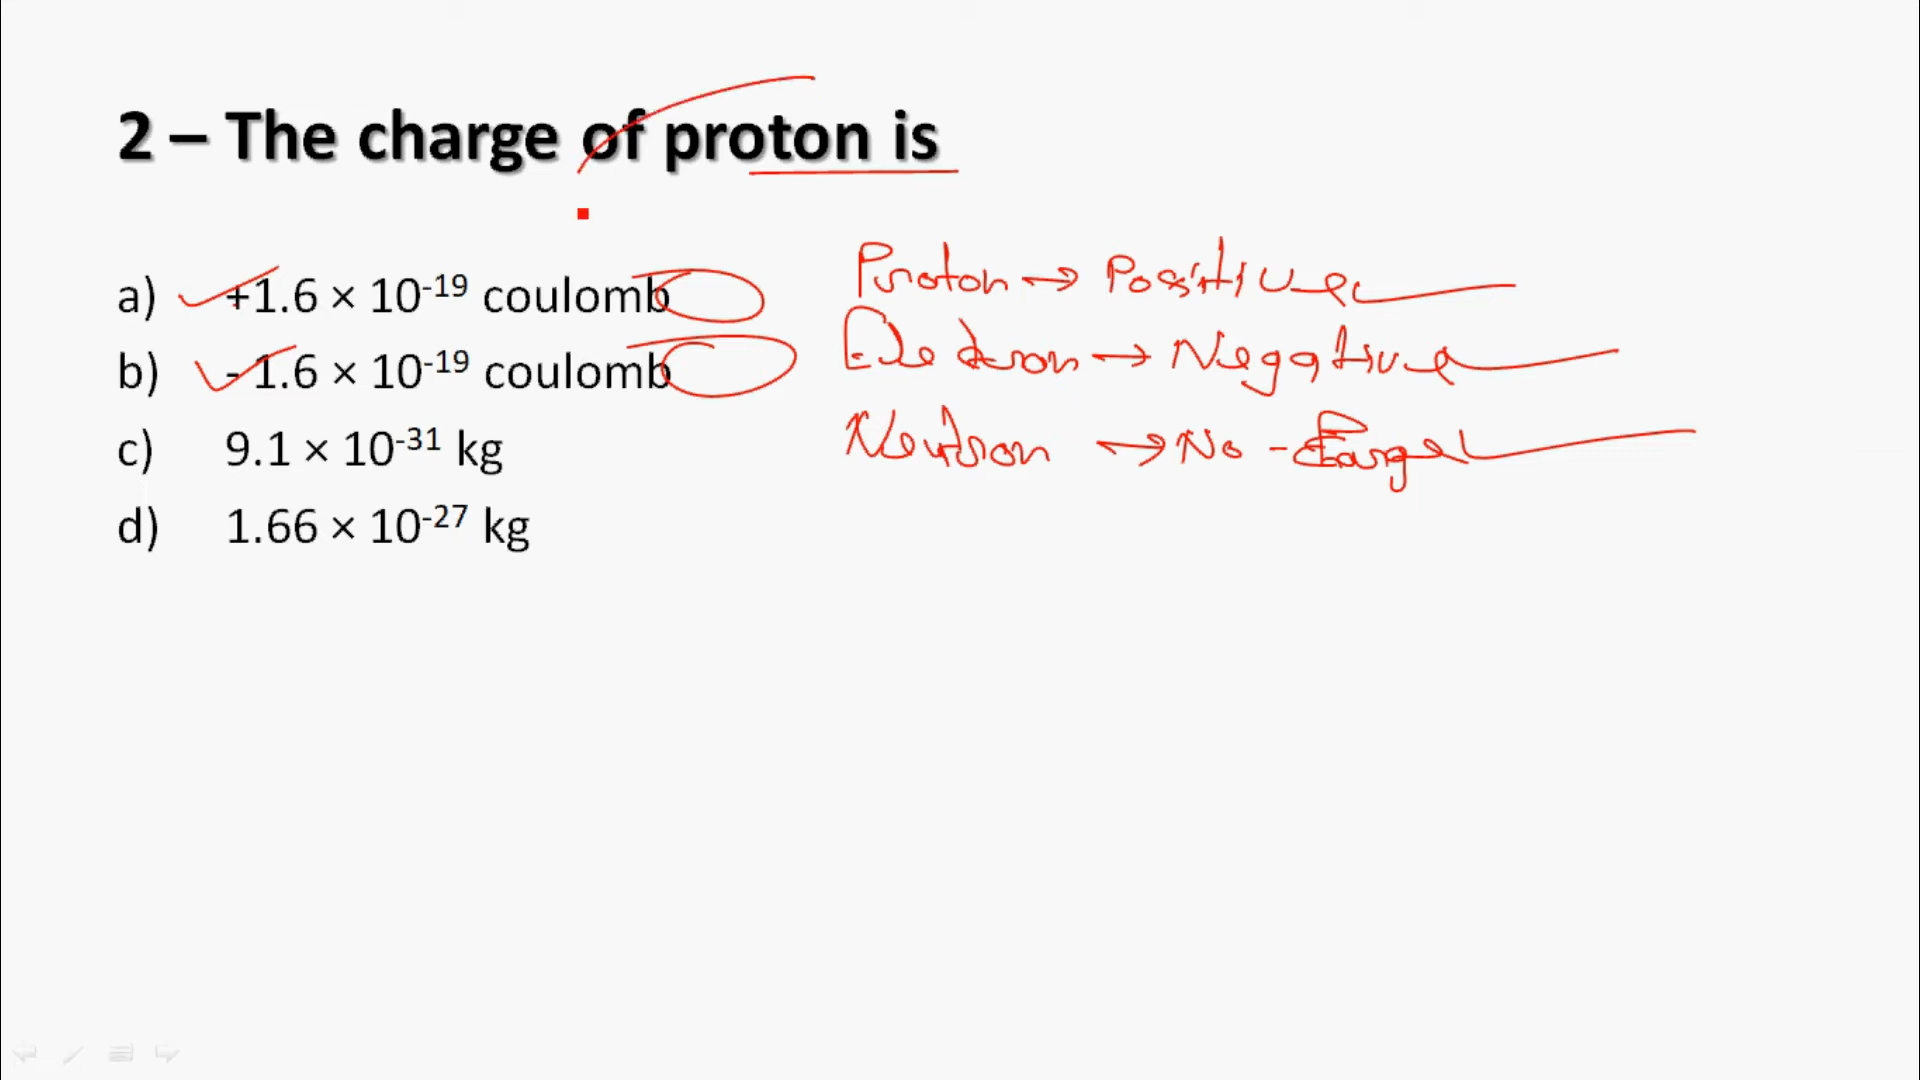 2 – The charge of proton is
a) +1.6 × 10⁻¹⁹ coulomb
b) - 1.6 × 10⁻¹⁹ coulomb
c) 9.1 × 10⁻³¹ kg
d) 1.66 × 10⁻²⁷ kg
Proton → Positive
Electron → Negative
Neutron → No -